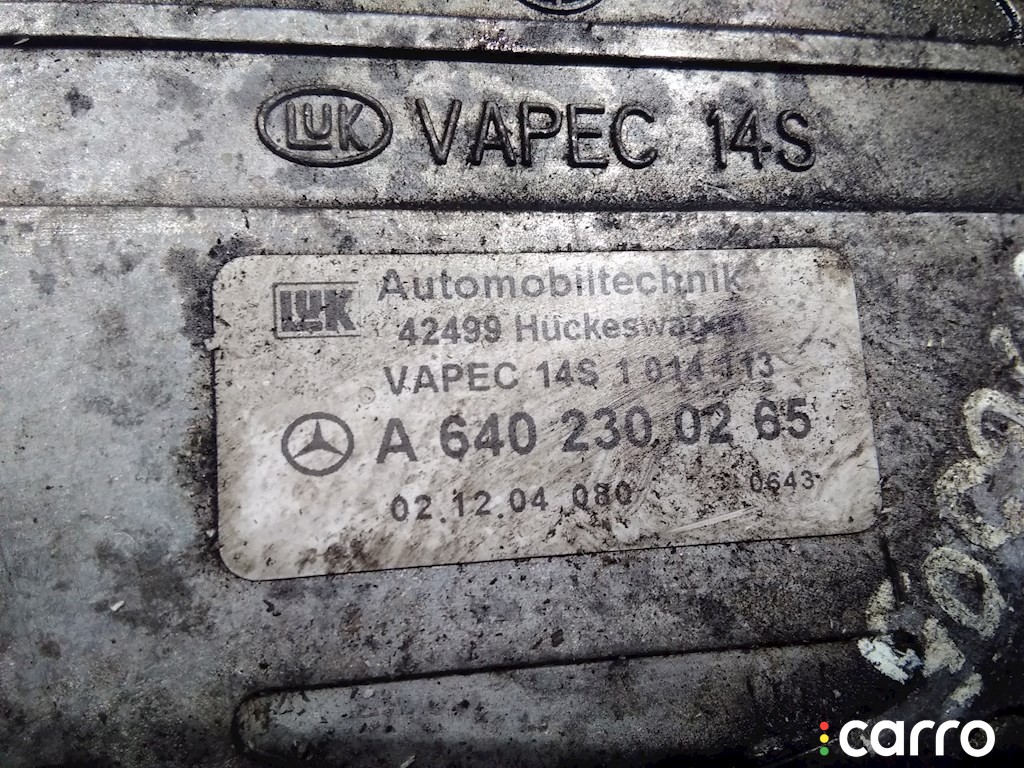 LUK VAPEC 14S
LUK Automobiltechnik
42499 Hückeswagen
VAPEC 14S 1 014 113
A 640 230 02 65
02.12.04 080 0643
carro